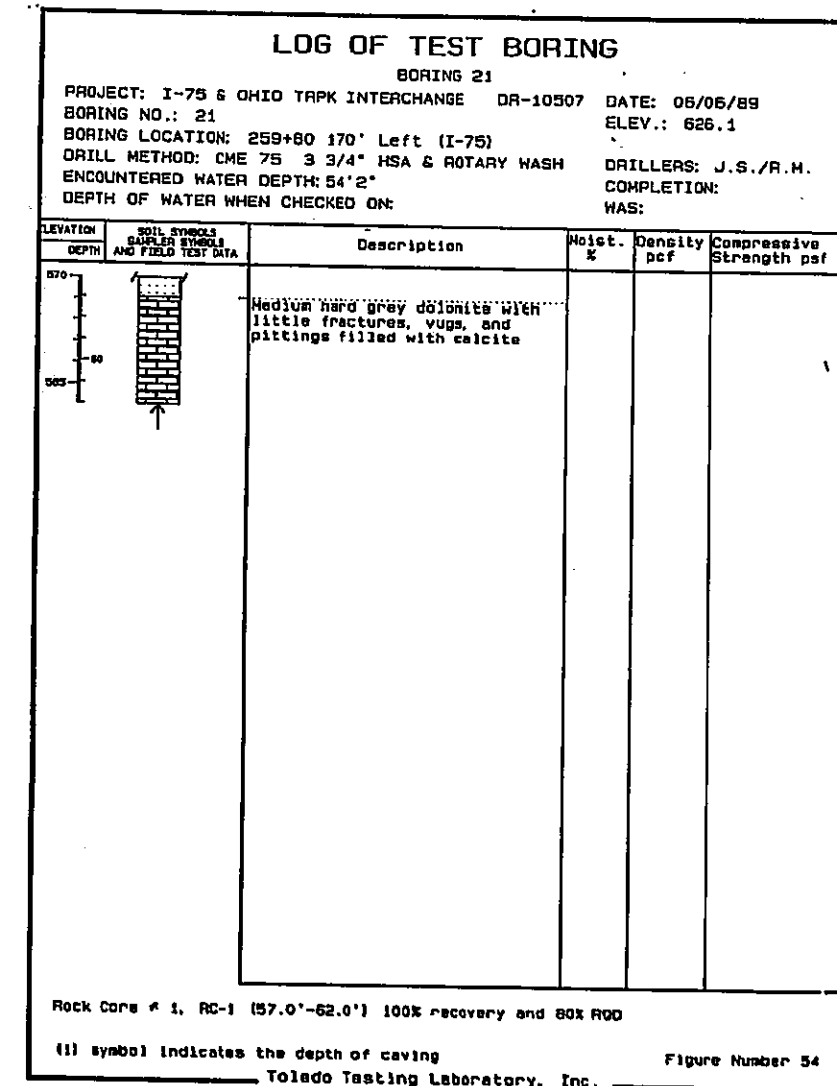 LOG OF TEST BORING
BORING 21
PROJECT: I-75 & OHIO TRPK INTERCHANGE DR-10507 DATE: 06/06/89
BORING NO.: 21 ELEV.: 626.1
BORING LOCATION: 259+80 170' Left (I-75)
DRILL METHOD: CME 75 3 3/4" HSA & ROTARY WASH DRILLERS: J.S./R.H.
ENCOUNTERED WATER DEPTH: 54'2" COMPLETION:
DEPTH OF WATER WHEN CHECKED ON: WAS:
LEVATION
DEPTH
SOIL SYMBOLS
SAMPLER SYMBOLS
AND FIELD TEST DATA
Description
Moist. %
Density pcf
Compressive Strength psf
570
Medium hard grey dolomite with
little fractures, vugs, and
pittings filled with calcite
60
565
Rock Core # 1, RC-1 (57.0'-62.0') 100% recovery and 80% RQD
(1) symbol indicates the depth of caving
Figure Number 54
Toledo Testing Laboratory, Inc.